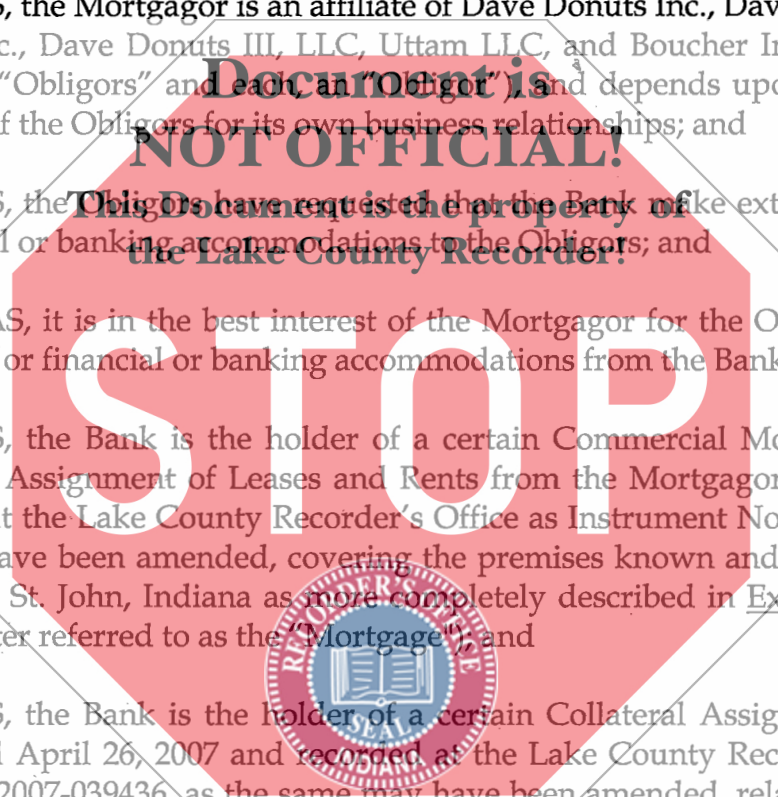 , the Mortgagor is an affiliate of Dave Donuts Inc., Dav
c., Dave Donuts III, LLC, Uttam LLC, and Boucher In
"Obligors" and each, an "Obligor"), and depends upo
f the Obligors for its own business relationships; and
Document is
NOT OFFICIAL!
This Document is the property of
the Lake County Recorder!
S, the Obligors have requested that the Bank make ext
l or banking accommodations to the Obligors; and
AS, it is in the best interest of the Mortgagor for the O
or financial or banking accommodations from the Bank
STOP
S, the Bank is the holder of a certain Commercial Mo
Assignment of Leases and Rents from the Mortgagor
t the Lake County Recorder's Office as Instrument No
ave been amended, covering the premises known and
St. John, Indiana as more completely described in Ex
ter referred to as the "Mortgage"); and
RECORDER'S OFFICE
SEAL
INDIANA
S, the Bank is the holder of a certain Collateral Assig
l April 26, 2007 and recorded at the Lake County Rec
2007-039436, as the same may have been amended, rela